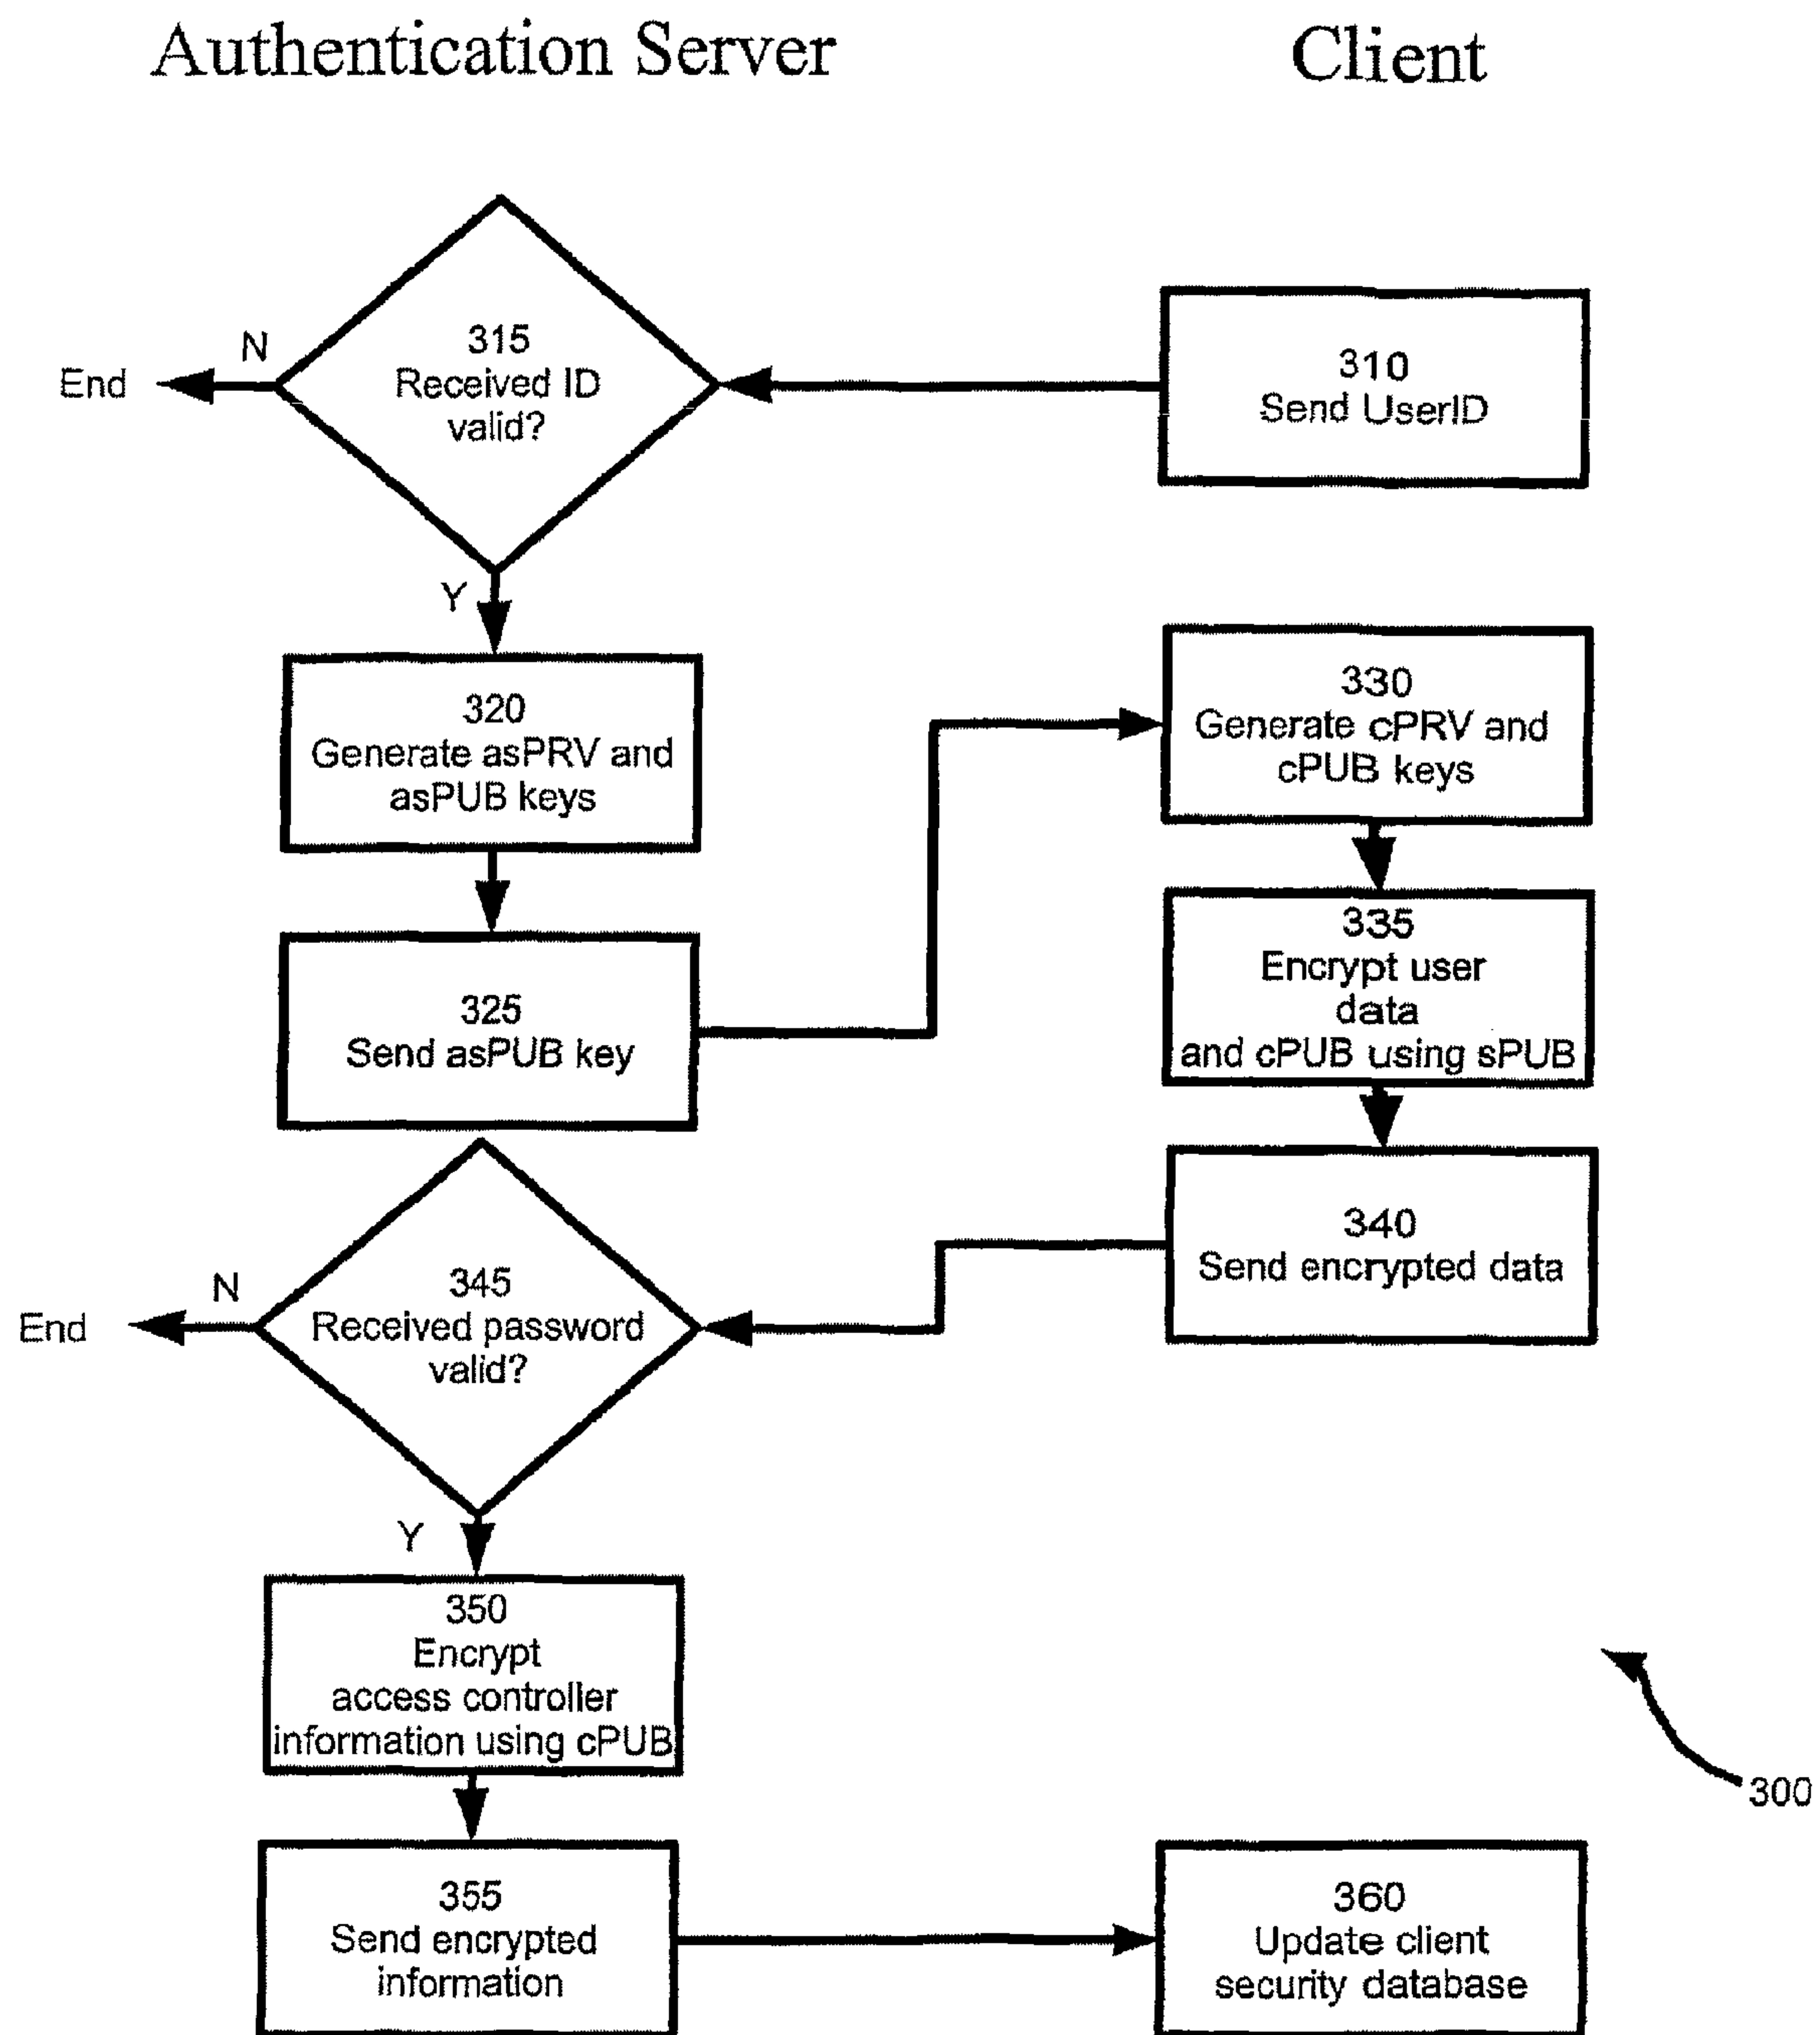 Authentication Server
Client
315
Received ID
valid?
N
End
Y
310
Send UserID
320
Generate asPRV and
asPUB keys
330
Generate cPRV and
cPUB keys
325
Send asPUB key
335
Encrypt user
data
and cPUB using sPUB
340
Send encrypted data
345
Received password
valid?
N
End
Y
350
Encrypt
access controller
information using cPUB
300
355
Send encrypted
information
360
Update client
security database